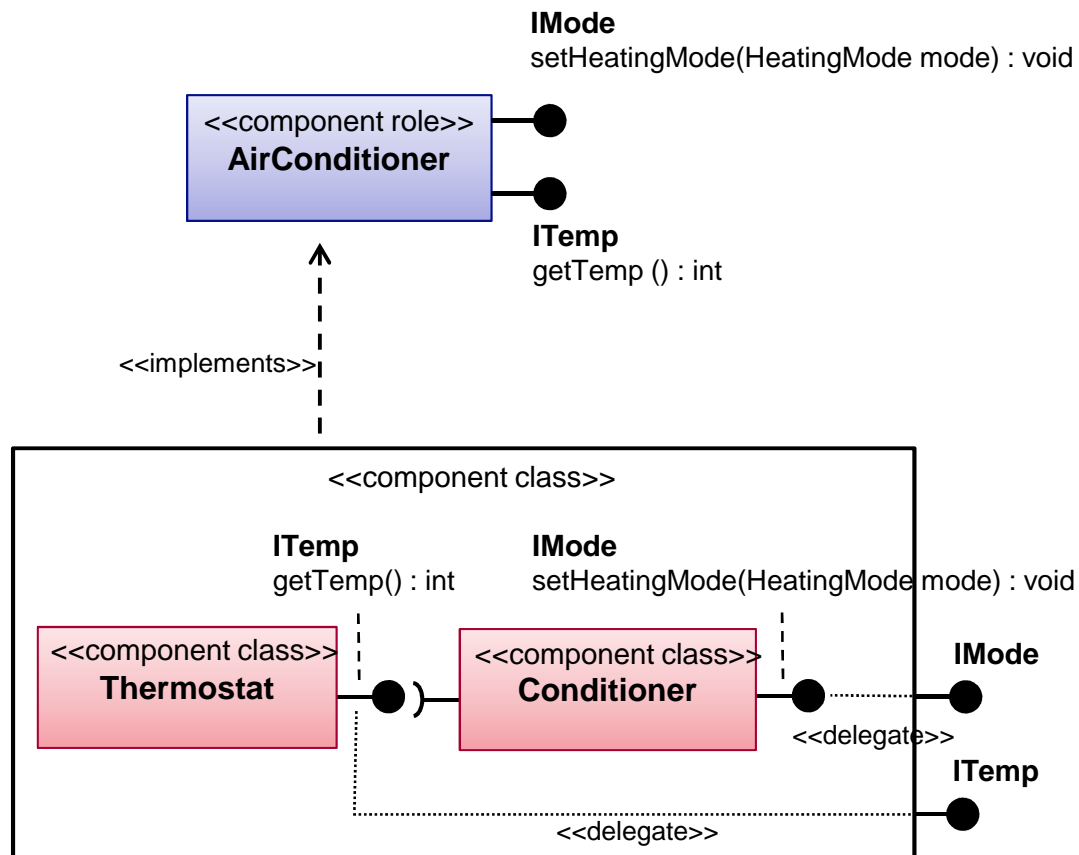 IMode
setHeatingMode(HeatingMode mode) : void
<<component role>>
AirConditioner
ITemp
getTemp () : int
<<implements>>
<<component class>>
ITemp
getTemp() : int
IMode
setHeatingMode(HeatingMode mode) : void
<<component class>>
Thermostat
<<component class>>
Conditioner
IMode
<<delegate>>
ITemp
<<delegate>>